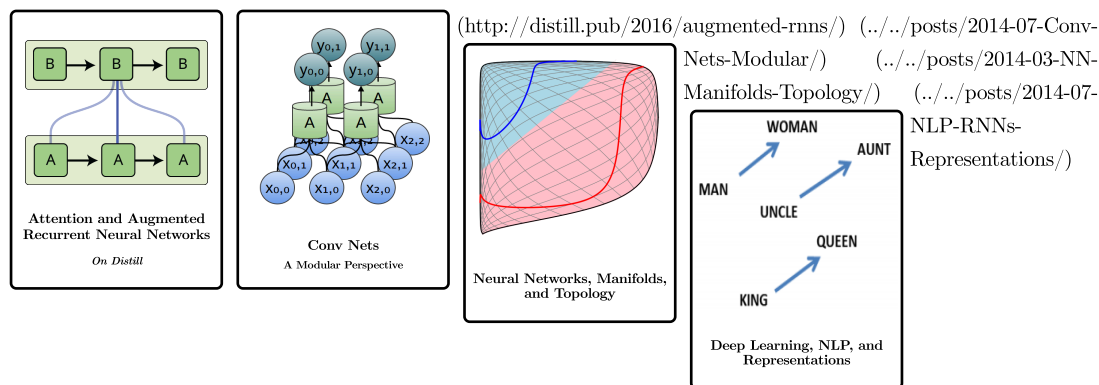 B B B
A A A
Attention and Augmented
Recurrent Neural Networks
On Distill
y0,1 y1,1
y0,0 y1,0
A A
A A
x0,1 x1,1 x2,1 x2,2
x0,0 x1,0 x2,0
Conv Nets
A Modular Perspective
(http://distill.pub/2016/augmented-rnns/) (../../posts/2014-07-Conv-
Nets-Modular/) (../../posts/2014-03-NN-
Manifolds-Topology/) (../../posts/2014-07-
NLP-RNNs-
Representations/)
Neural Networks, Manifolds,
and Topology
WOMAN
AUNT
MAN
UNCLE
QUEEN
KING
Deep Learning, NLP, and
Representations